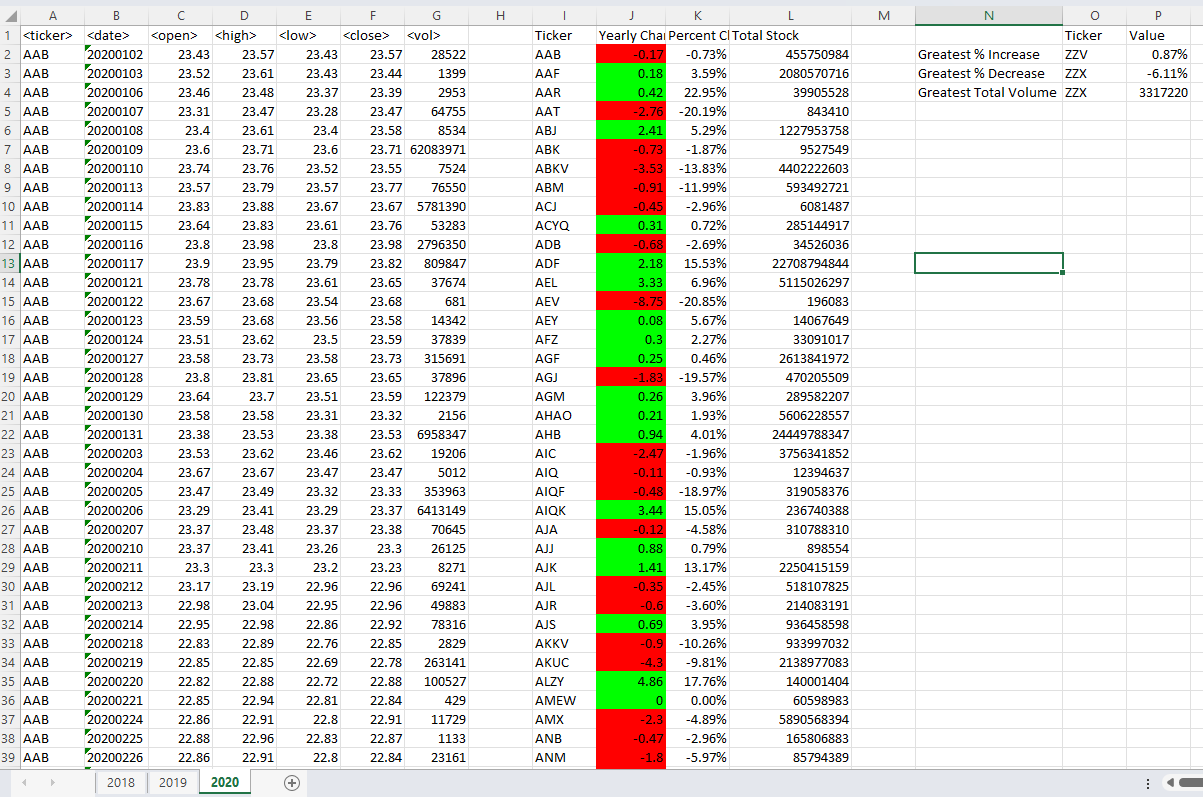 A B C D E F G H I J K L M N O P
1 <ticker> <date> <open> <high> <low> <close> <vol> Ticker Yearly Chai Percent Cl Total Stock Ticker Value
2 AAB 20200102 23.43 23.57 23.43 23.57 28522 AAB -0.17 -0.73% 455750984 Greatest % Increase ZZV 0.87%
3 AAB 20200103 23.52 23.61 23.43 23.44 1399 AAF 0.18 3.59% 2080570716 Greatest % Decrease ZZX -6.11%
4 AAB 20200106 23.46 23.48 23.37 23.39 2953 AAR 0.42 22.95% 39905528 Greatest Total Volume ZZX 3317220
5 AAB 20200107 23.31 23.47 23.28 23.47 64755 AAT -2.76 -20.19% 843410
6 AAB 20200108 23.4 23.61 23.4 23.58 8534 ABJ 2.41 5.29% 1227953758
7 AAB 20200109 23.6 23.71 23.6 23.71 62083971 ABK -0.73 -1.87% 9527549
8 AAB 20200110 23.74 23.76 23.52 23.55 7524 ABKV -3.53 -13.83% 4402222603
9 AAB 20200113 23.57 23.79 23.57 23.77 76550 ABM -0.91 -11.99% 593492721
10 AAB 20200114 23.83 23.88 23.67 23.67 5781390 ACJ -0.45 -2.96% 6081487
11 AAB 20200115 23.64 23.83 23.61 23.76 53283 ACYQ 0.31 0.72% 285144917
12 AAB 20200116 23.8 23.98 23.8 23.98 2796350 ADB -0.68 -2.69% 34526036
13 AAB 20200117 23.9 23.95 23.79 23.82 809847 ADF 2.18 15.53% 22708794844
14 AAB 20200121 23.78 23.78 23.61 23.65 37674 AEL 3.33 6.96% 5115026297
15 AAB 20200122 23.67 23.68 23.54 23.68 681 AEV -8.75 -20.85% 196083
16 AAB 20200123 23.59 23.68 23.56 23.58 14342 AEY 0.08 5.67% 14067649
17 AAB 20200124 23.51 23.62 23.5 23.59 37839 AFZ 0.3 2.27% 33091017
18 AAB 20200127 23.58 23.73 23.58 23.73 315691 AGF 0.25 0.46% 2613841972
19 AAB 20200128 23.8 23.81 23.65 23.65 37896 AGJ -1.83 -19.57% 470205509
20 AAB 20200129 23.64 23.7 23.51 23.59 122379 AGM 0.26 3.96% 289582207
21 AAB 20200130 23.58 23.58 23.31 23.32 2156 AHAO 0.21 1.93% 5606228557
22 AAB 20200131 23.38 23.53 23.38 23.53 6958347 AHB 0.94 4.01% 24449788347
23 AAB 20200203 23.53 23.62 23.46 23.62 19206 AIC -2.47 -1.96% 3756341852
24 AAB 20200204 23.67 23.67 23.47 23.47 5012 AIQ -0.11 -0.93% 12394637
25 AAB 20200205 23.47 23.49 23.32 23.33 353963 AIQF -0.48 -18.97% 319058376
26 AAB 20200206 23.29 23.41 23.29 23.37 6413149 AIQK 3.44 15.05% 236740388
27 AAB 20200207 23.37 23.48 23.37 23.38 70645 AJA -0.12 -4.58% 310788310
28 AAB 20200210 23.37 23.41 23.26 23.3 26125 AJJ 0.88 0.79% 898554
29 AAB 20200211 23.3 23.3 23.2 23.23 8271 AJK 1.41 13.17% 2250415159
30 AAB 20200212 23.17 23.19 22.96 22.96 69241 AJL -0.35 -2.45% 518107825
31 AAB 20200213 22.98 23.04 22.95 22.96 49883 AJR -0.6 -3.60% 214083191
32 AAB 20200214 22.95 22.98 22.86 22.92 78316 AJS 0.69 3.95% 936458598
33 AAB 20200218 22.83 22.89 22.76 22.85 2829 AKKV -0.9 -10.26% 933997032
34 AAB 20200219 22.85 22.85 22.69 22.78 263141 AKUC -4.3 -9.81% 2138977083
35 AAB 20200220 22.82 22.88 22.72 22.88 100527 ALZY 4.86 17.76% 140001404
36 AAB 20200221 22.85 22.94 22.81 22.84 429 AMEW 0 0.00% 60598983
37 AAB 20200224 22.86 22.91 22.8 22.91 11729 AMX -2.3 -4.89% 5890568394
38 AAB 20200225 22.88 22.96 22.83 22.87 1133 ANB -0.47 -2.96% 165806883
39 AAB 20200226 22.86 22.91 22.8 22.84 23161 ANM -1.8 -5.97% 85794389
2018 2019 2020